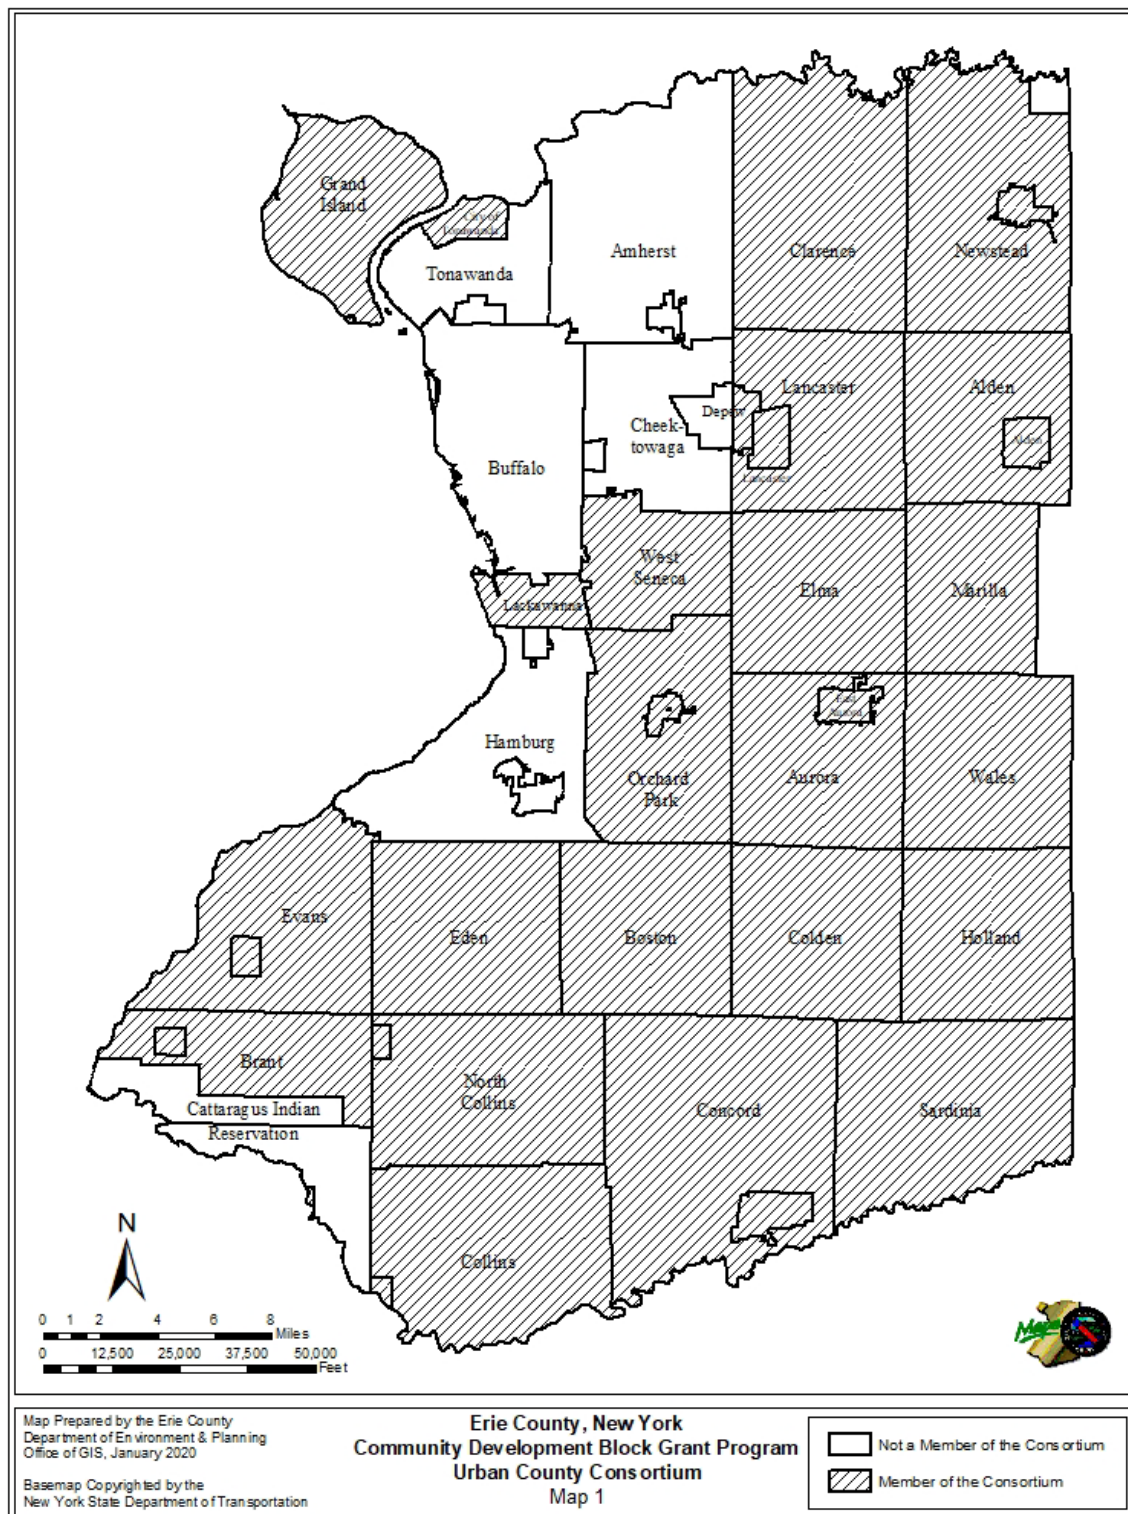 Grand
Island
City of
Tonawanda
Tonawanda
Amherst
Clarence
Newstead
Lancaster
Alden
Depew
Cheek-
towaga
Alden
Lancaster
Buffalo
West
Seneca
Elma
Marilla
Lackawanna
East
Aurora
Hamburg
Orchard
Park
Aurora
Wales
Evans
Eden
Boston
Colden
Holland
Brant
North
Collins
Concord
Sardinia
Cattaragus Indian
Reservation
Collins
N
0 1 2 4 6 8
Miles
0 12,500 25,000 37,500 50,000
Feet
Map Prepared by the Erie County
Department of Environment & Planning
Office of GIS, January 2020
Basemap Copyrighted by the
New York State Department of Transportation
Erie County, New York
Community Development Block Grant Program
Urban County Consortium
Map 1
Not a Member of the Consortium
Member of the Consortium